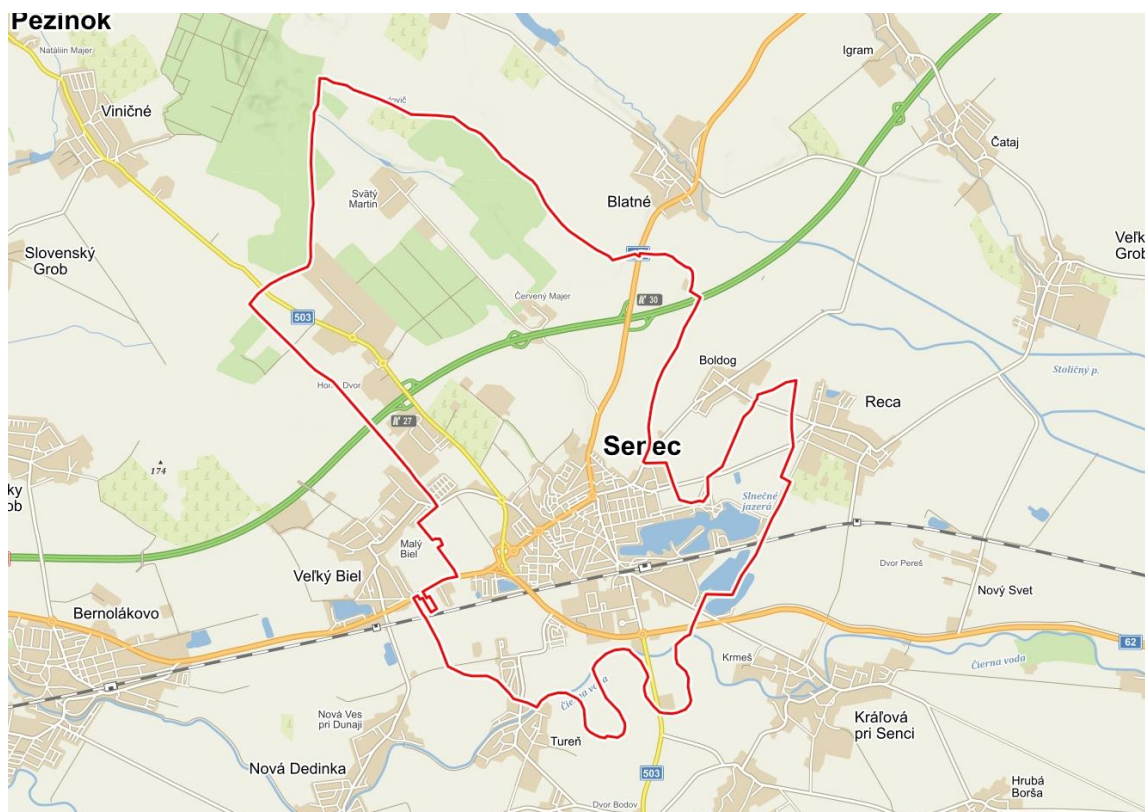 Pezinok
Natáliin Majer
Igram
Viničné
Čataj
Svätý
Martin
Blatné
Slovenský
Grob
Veľk
Grob
Červený Majer
30
503
Boldog
Stoličný p.
Reca
27
Senec
174
ky
ob
Slnečné
jazerá
Malý
Biel
Dvor Pereš
Veľký Biel
Nový Svet
Bernolákovo
62
Krmeš
Čierna voda
Čierna voda
Nová Ves
pri Dunaji
Kráľová
pri Senci
Tureň
Nová Dedinka
503
Hrubá
Borša
Dvor Bodov